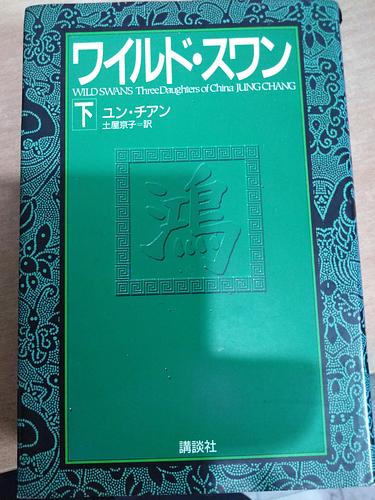 ワイルド・スワン
WILD SWANS Three Daughters of China JUNG CHANG
下
ユン・チアン
土屋京子=訳
鴻
講談社